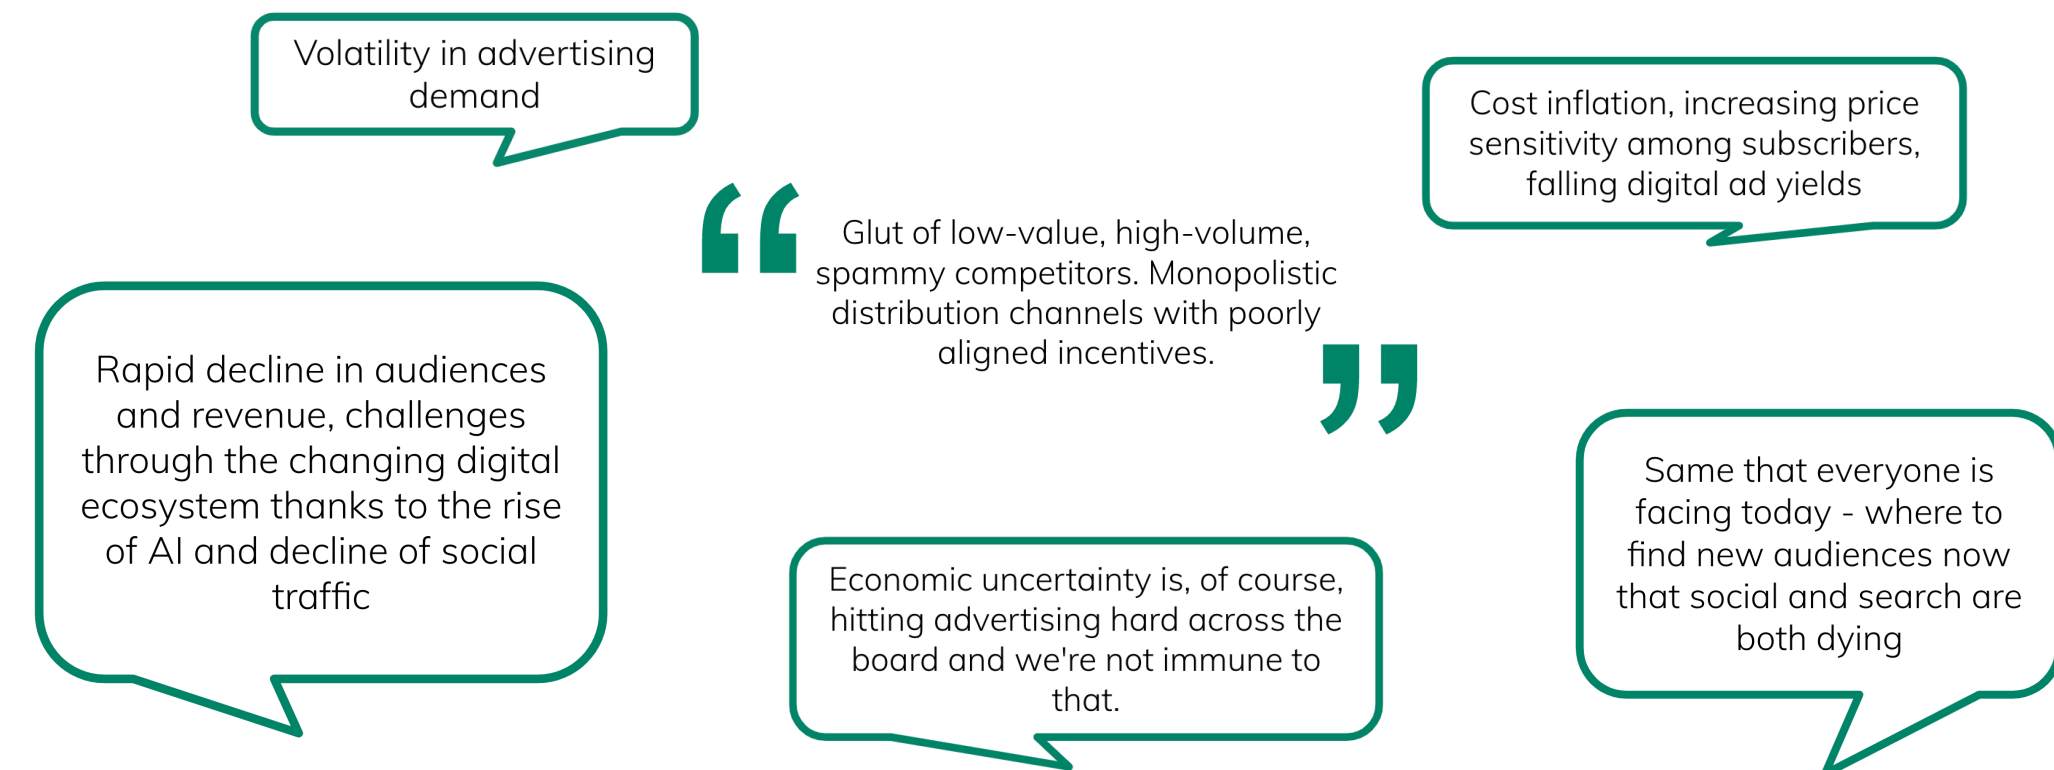 Volatility in advertising
demand
Cost inflation, increasing price
sensitivity among subscribers,
falling digital ad yields
“
Glut of low-value, high-volume,
spammy competitors. Monopolistic
distribution channels with poorly
aligned incentives.
”
Rapid decline in audiences
and revenue, challenges
through the changing digital
ecosystem thanks to the rise
of AI and decline of social
traffic
Same that everyone is
facing today - where to
find new audiences now
that social and search are
both dying
Economic uncertainty is, of course,
hitting advertising hard across the
board and we're not immune to
that.